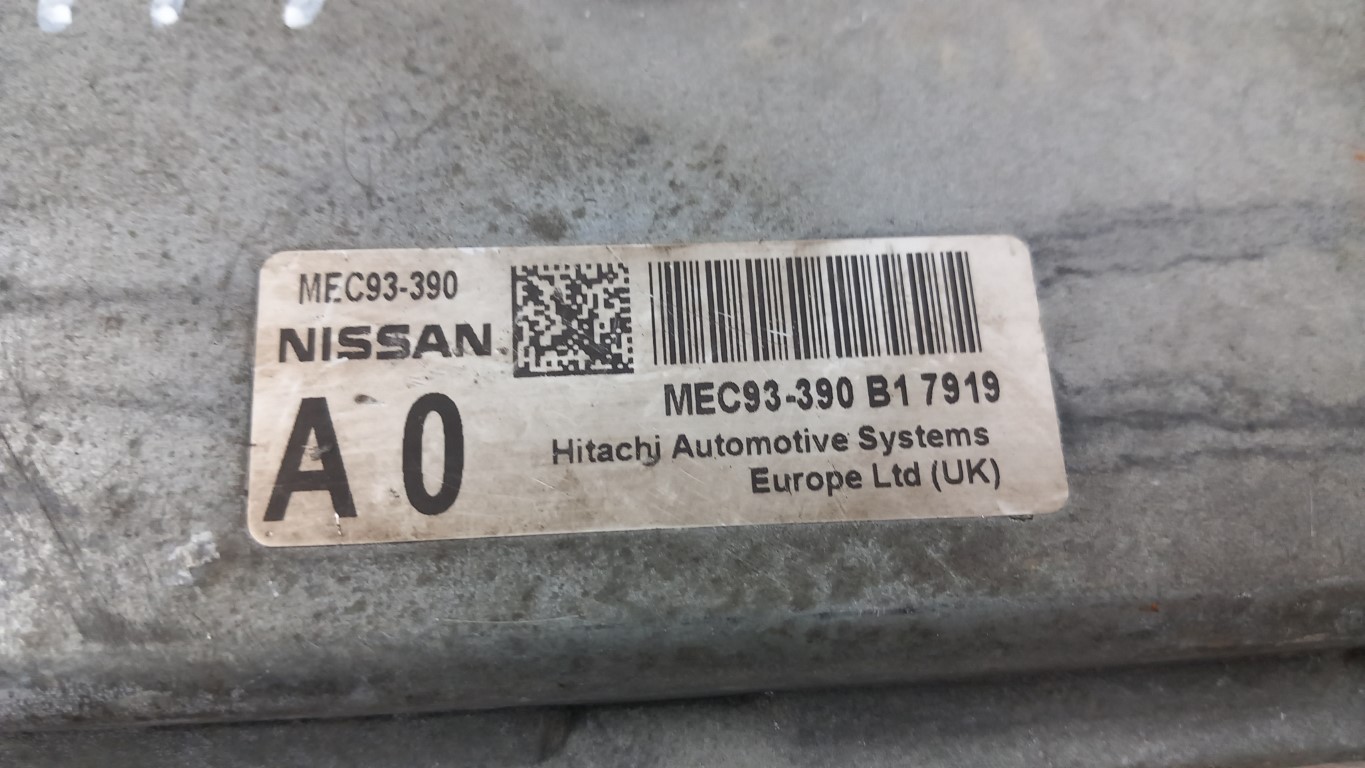 MEC93-390
NISSAN
A 0
MEC93-390 B1 7919
Hitachi Automotive Systems
Europe Ltd (UK)